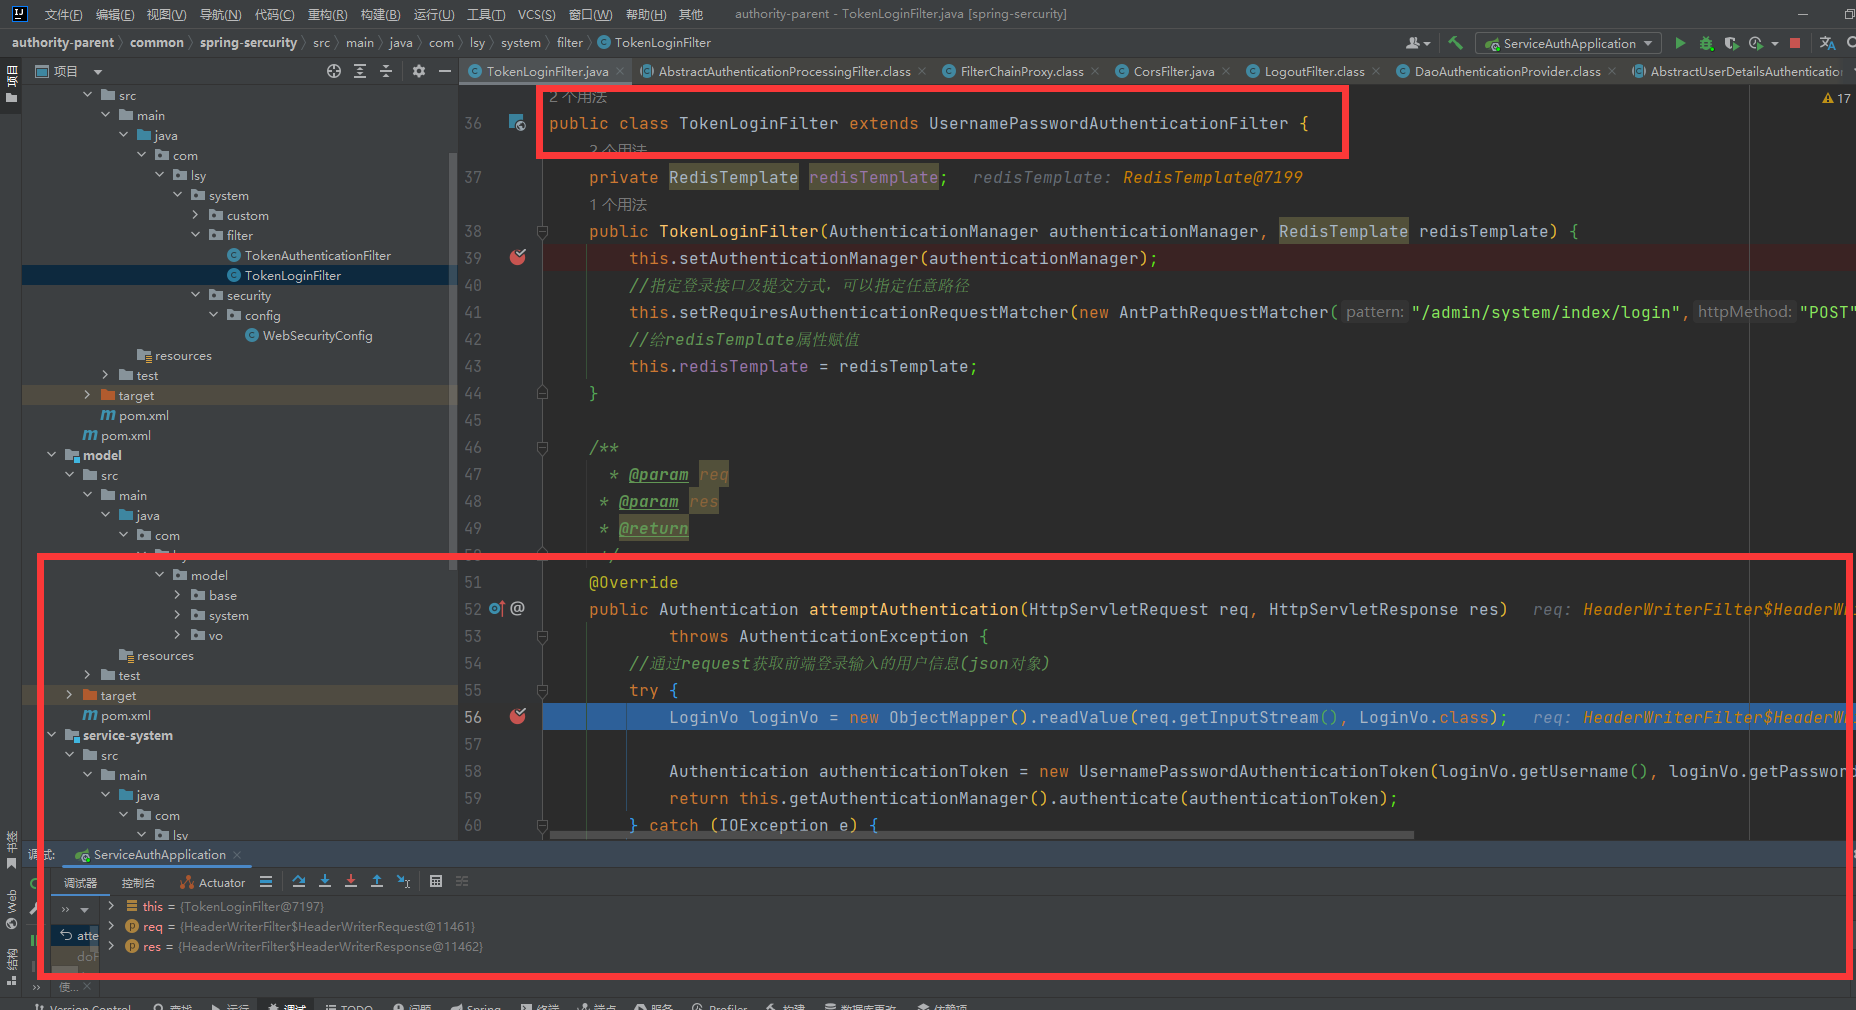 文件(F) 编辑(E) 视图(V) 导航(N) 代码(C) 重构(R) 构建(B) 运行(U) 工具(T) VCS(S) 窗口(W) 帮助(H) 其他 authority-parent - TokenLoginFilter.java [spring-sercurity]
authority-parent common spring-sercurity src main java com lsy system filter TokenLoginFilter ServiceAuthApplication
项目
项目
TokenLoginFilter.java AbstractAuthenticationProcessingFilter.class FilterChainProxy.class CorsFilter.java LogoutFilter.class DaoAuthenticationProvider.class AbstractUserDetailsAuthenticatio
src
main
java
com
lsy
system
custom
filter
TokenAuthenticationFilter
TokenLoginFilter
security
config
WebSecurityConfig
resources
test
target
pom.xml
pom.xml
model
src
main
java
com
model
base
system
vo
resources
test
target
pom.xml
service-system
src
main
java
com
lsy
2 个用法
17
36 public class TokenLoginFilter extends UsernamePasswordAuthenticationFilter {
2 个用法
37 private RedisTemplate redisTemplate; redisTemplate: RedisTemplate@7199
1 个用法
38 public TokenLoginFilter(AuthenticationManager authenticationManager, RedisTemplate redisTemplate) {
39 this.setAuthenticationManager(authenticationManager);
40 //指定登录接口及提交方式，可以指定任意路径
41 this.setRequiresAuthenticationRequestMatcher(new AntPathRequestMatcher( pattern: "/admin/system/index/login", httpMethod: "POST"
42 //给redisTemplate属性赋值
43 this.redisTemplate = redisTemplate;
44 }
45
46 /**
47 * @param req
48 * @param res
49 * @return
*/
51 @Override
52 public Authentication attemptAuthentication(HttpServletRequest req, HttpServletResponse res) req: HeaderWriterFilter$HeaderWr
53 throws AuthenticationException {
54 //通过request获取前端登录输入的用户信息(json对象)
55 try {
56 LoginVo loginVo = new ObjectMapper().readValue(req.getInputStream(), LoginVo.class); req: HeaderWriterFilter$HeaderWr
57
58 Authentication authenticationToken = new UsernamePasswordAuthenticationToken(loginVo.getUsername(), loginVo.getPassword
59 return this.getAuthenticationManager().authenticate(authenticationToken);
60 } catch (IOException e) {
书签
Web
结构
调试: ServiceAuthApplication
调试器 控制台 Actuator
this = {TokenLoginFilter@7197}
req = {HeaderWriterFilter$HeaderWriterRequest@11461}
res = {HeaderWriterFilter$HeaderWriterResponse@11462}
atte
doF
使...
Version Control 查找 运行 调试 TODO 问题 Spring 终端 端点 服务 Profiler 构建 数据库更改 依赖项